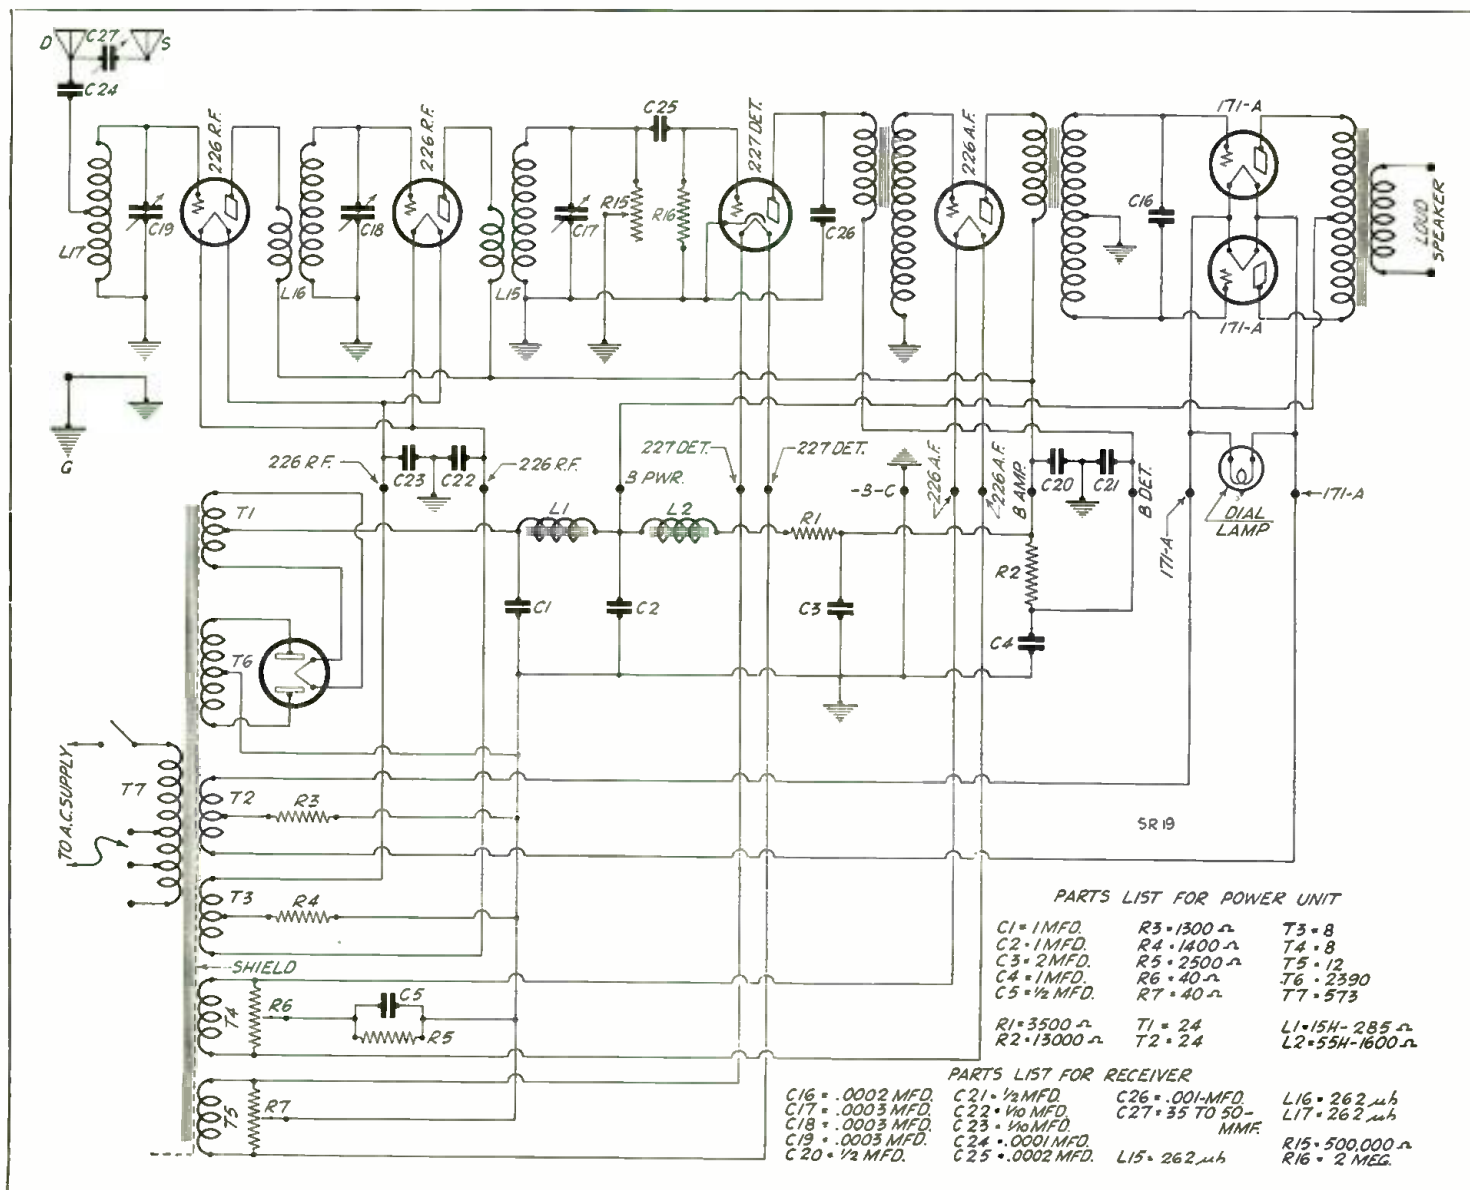 D
C27
S
C24
226 R.F.
226 R.F.
C25
227 DET.
226 A.F.
171-A
L17
C19
L16
C18
L15
C17
R15
R16
C26
C16
171-A
LOUD
SPEAKER
G
226 R.F.
C23
C22
226 R.F.
B PWR.
227 DET.
227 DET.
-B-C
226 A.F.
226 A.F.
B AMP.
C20
C21
B DET.
171-A
DIAL
LAMP
171-A
T1
L1
L2
R1
R2
C1
C2
C3
C4
T6
TO A.C. SUPPLY
T7
T2
R3
T3
R4
SR19
SHIELD
T4
R6
C5
R5
T5
R7
PARTS LIST FOR POWER UNIT
C1 = 1 MFD. R3 = 1300 Ω T3 = 8
C2 = 1 MFD. R4 = 1400 Ω T4 = 8
C3 = 2 MFD. R5 = 2500 Ω T5 = 12
C4 = 1 MFD. R6 = 40 Ω T6 = 2390
C5 = ½ MFD. R7 = 40 Ω T7 = 573
R1 = 3500 Ω T1 = 24 L1 = 15H - 285 Ω
R2 = 13000 Ω T2 = 24 L2 = 55H - 1600 Ω
PARTS LIST FOR RECEIVER
C16 = .0002 MFD. C21 = ½ MFD. C26 = .001-MFD. L16 = 262 μh
C17 = .0003 MFD. C22 = 1/10 MFD. C27 = 35 TO 50- L17 = 262 μh
C18 = .0003 MFD. C23 = 1/10 MFD. MMF.
C19 = .0003 MFD. C24 = .0001 MFD. R15 = 500,000 Ω
C20 = ½ MFD. C25 = .0002 MFD. L15 = 262 μh R16 = 2 MEG.